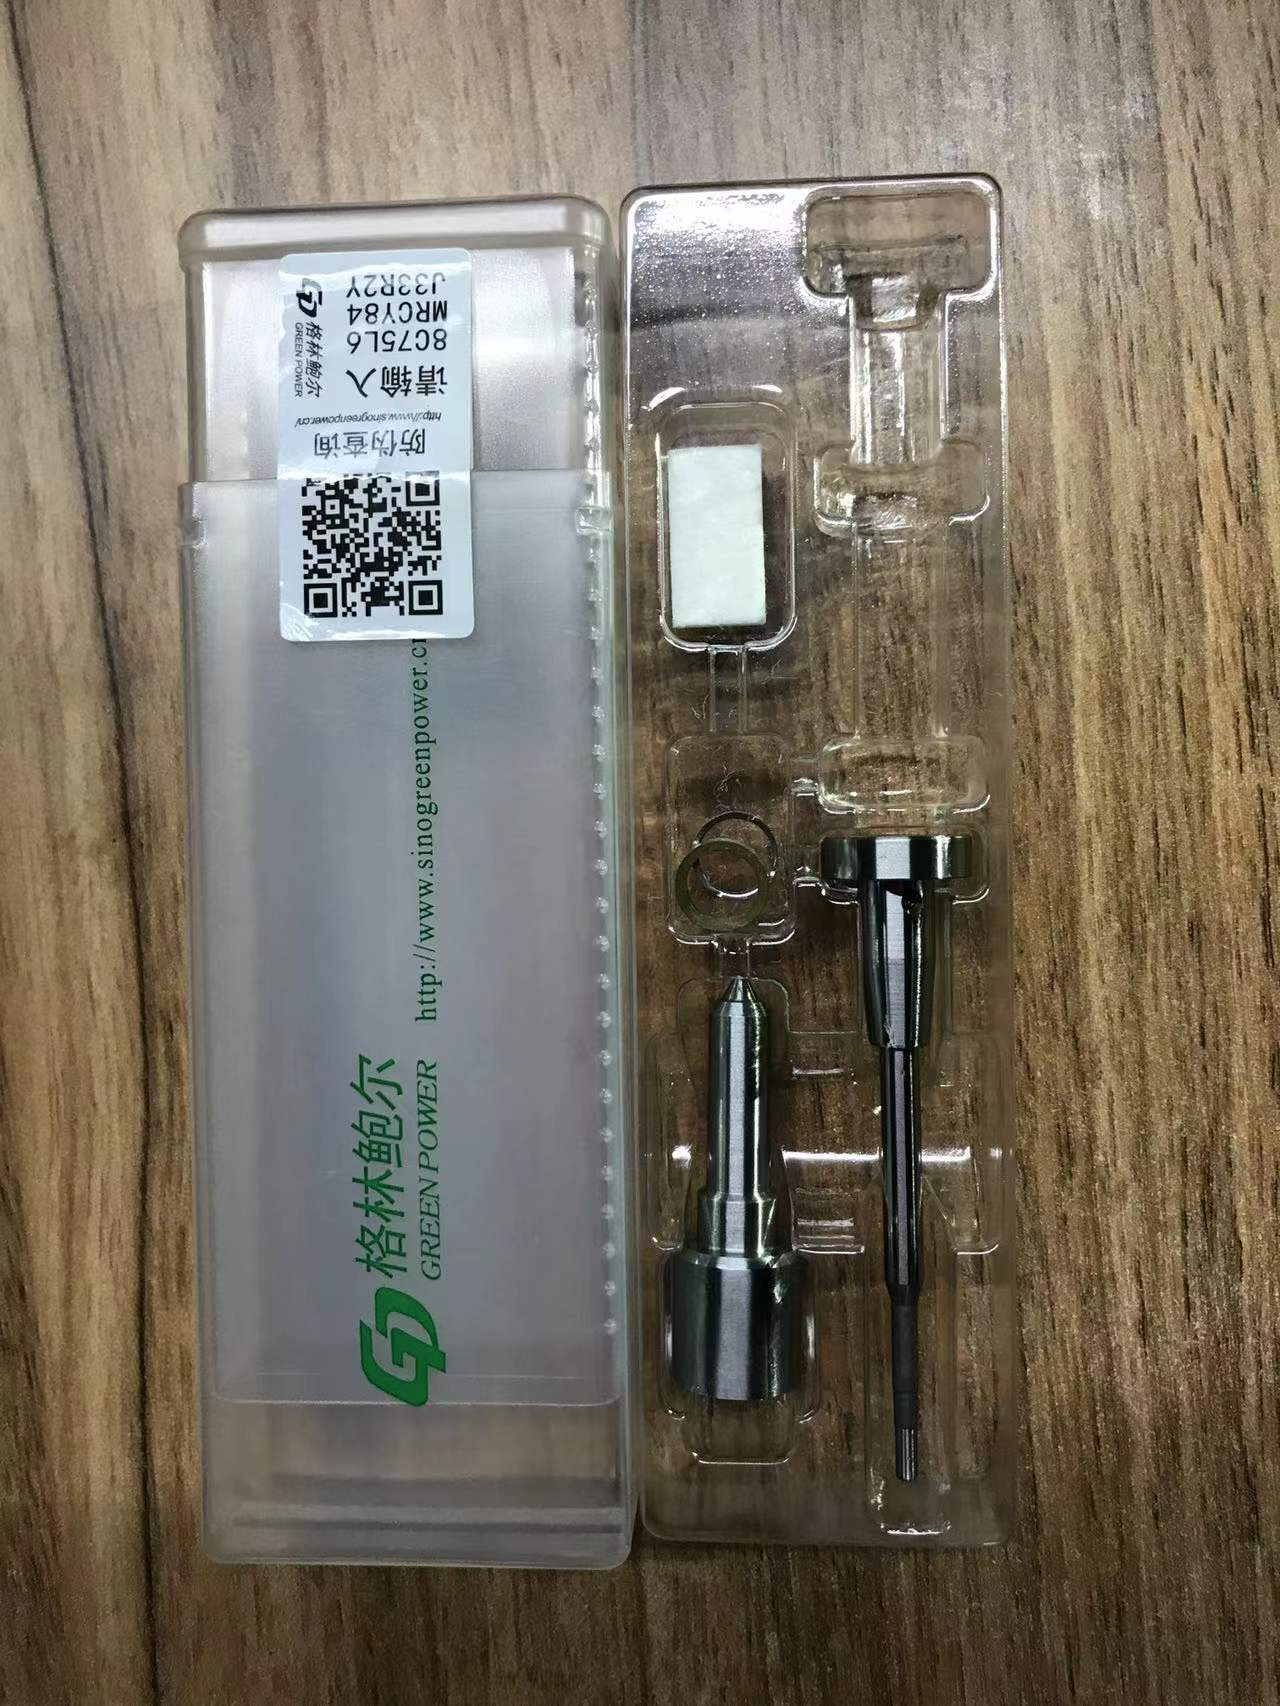 格林鲍尔
GREEN POWER
防伪查询
http://www.sinogreenpower.cn/
请输入
8C75L6
MRCY84
J33R2Y
格林鲍尔
GREEN POWER
http://www.sinogreenpower.cn